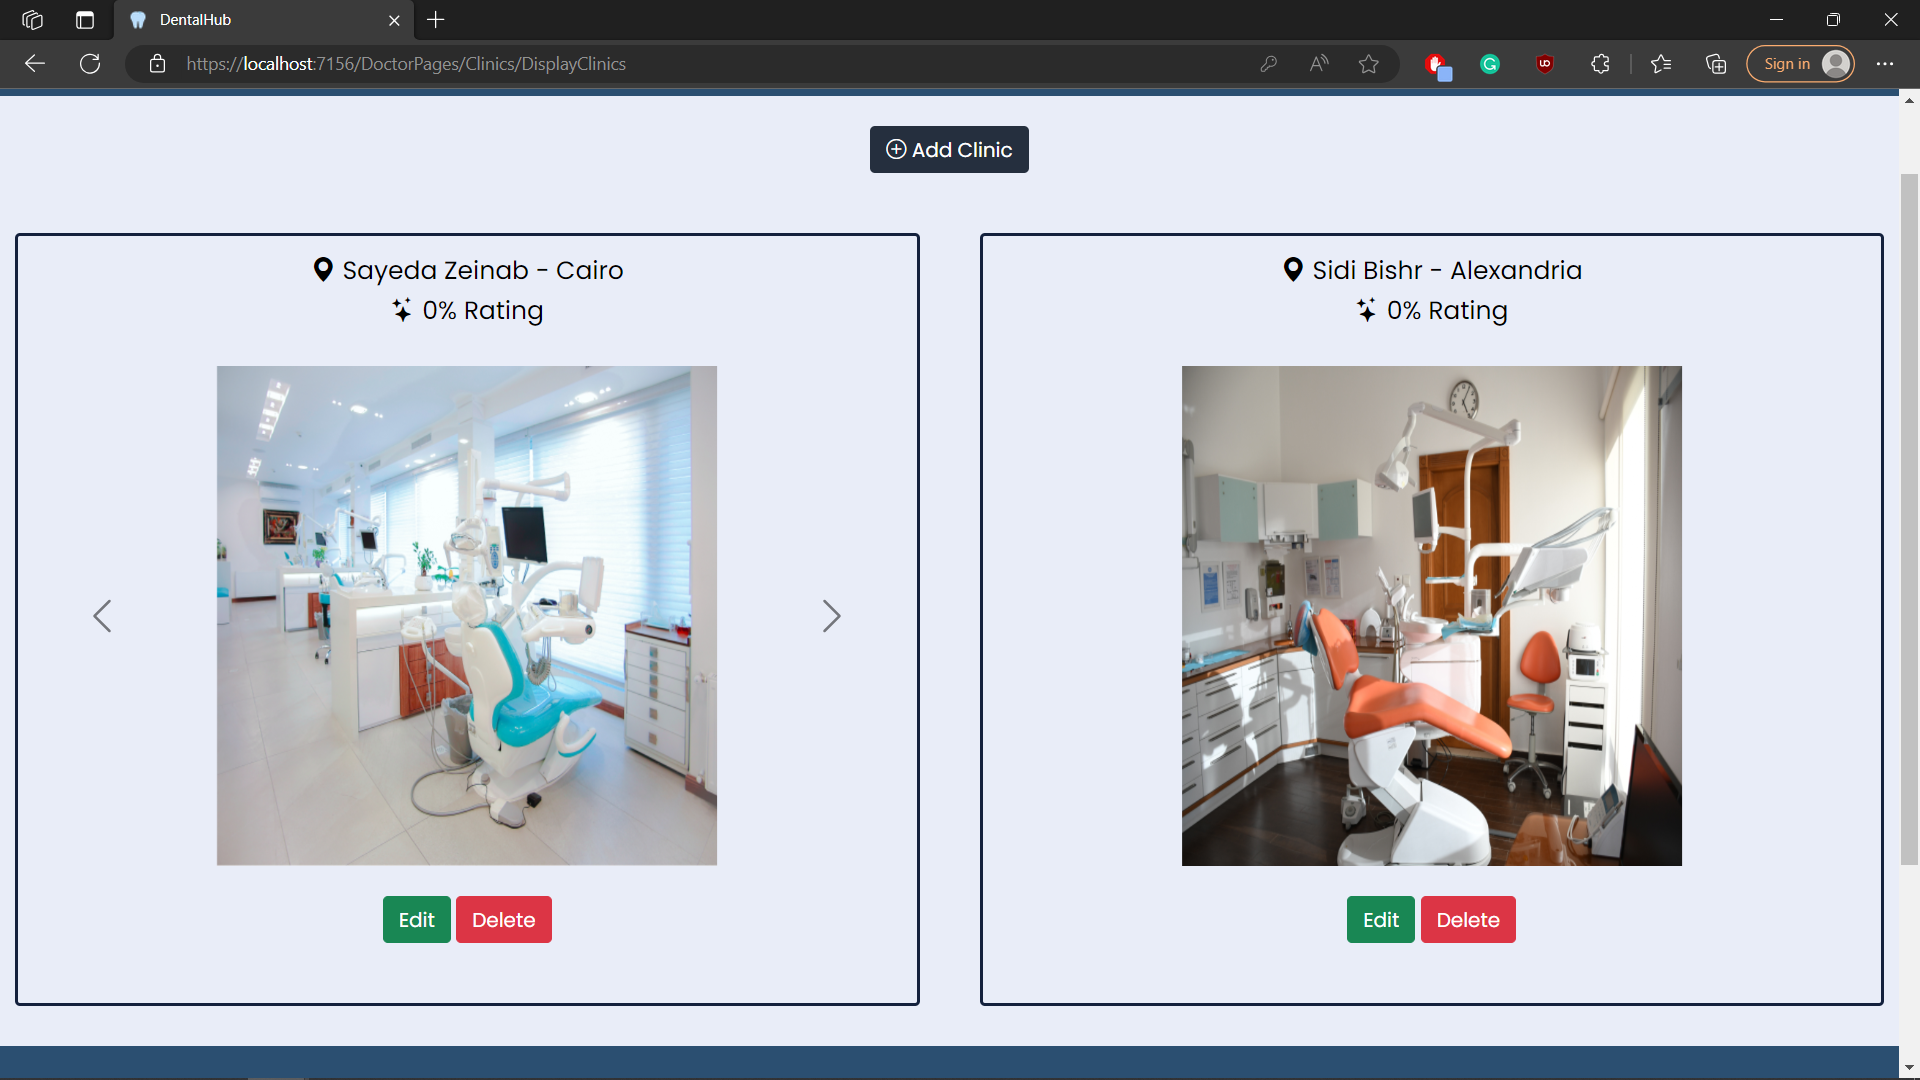 DentalHub
https://localhost:7156/DoctorPages/Clinics/DisplayClinics
Sign in
Add Clinic
Sayeda Zeinab - Cairo
0% Rating
Edit
Delete
Sidi Bishr - Alexandria
0% Rating
Edit
Delete